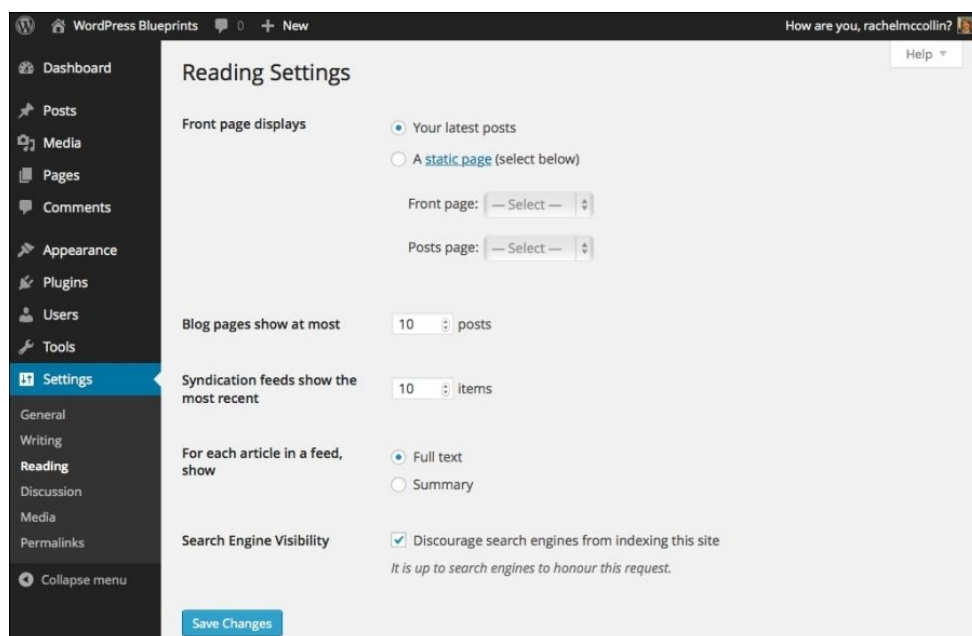 WordPress Blueprints 0 + New How are you, rachelmccollin?
Help
Dashboard
Posts
Media
Pages
Comments
Appearance
Plugins
Users
Tools
Settings
General
Writing
Reading
Discussion
Media
Permalinks
Collapse menu
Reading Settings
Front page displays
Your latest posts
A static page (select below)
Front page: — Select —
Posts page: — Select —
Blog pages show at most 10 posts
Syndication feeds show the
most recent
10 items
For each article in a feed,
show
Full text
Summary
Search Engine Visibility Discourage search engines from indexing this site
It is up to search engines to honour this request.
Save Changes